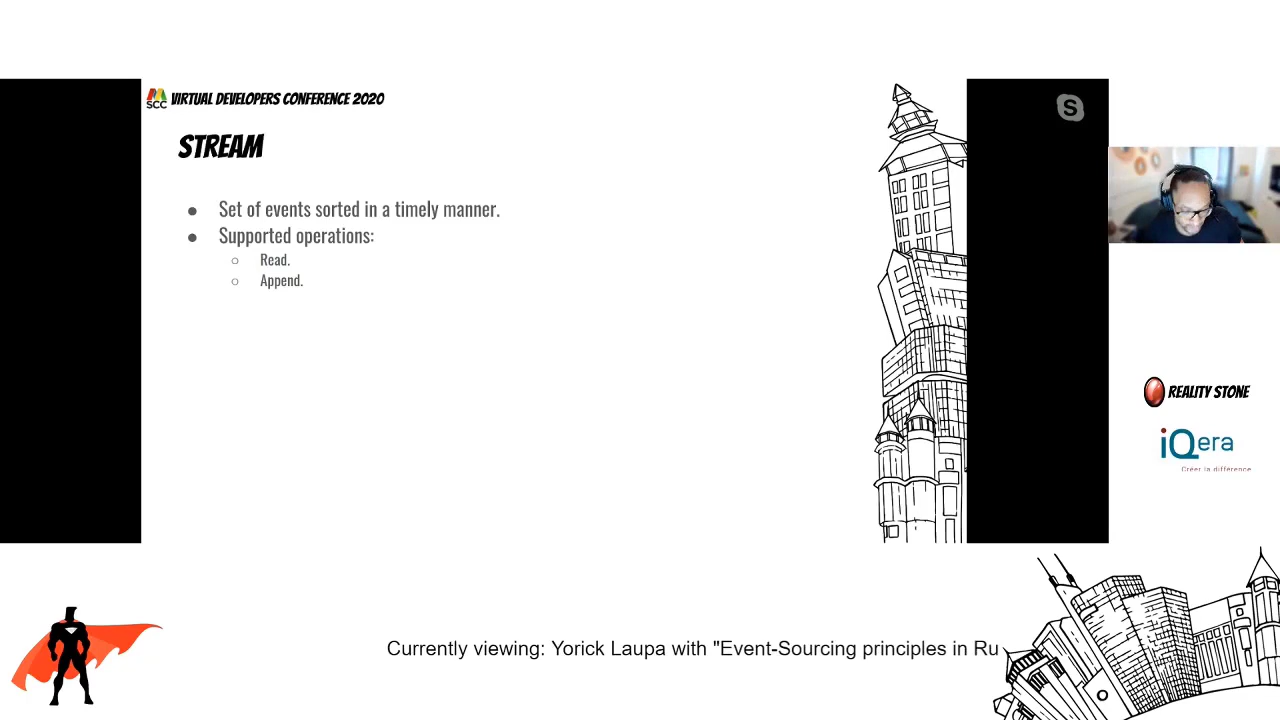 SCC VIRTUAL DEVELOPERS CONFERENCE 2020
STREAM
● Set of events sorted in a timely manner.
● Supported operations:
○ Read.
○ Append.
S
REALITY STONE
iQera
Créer la différence
Currently viewing: Yorick Laupa with "Event-Sourcing principles in Ru